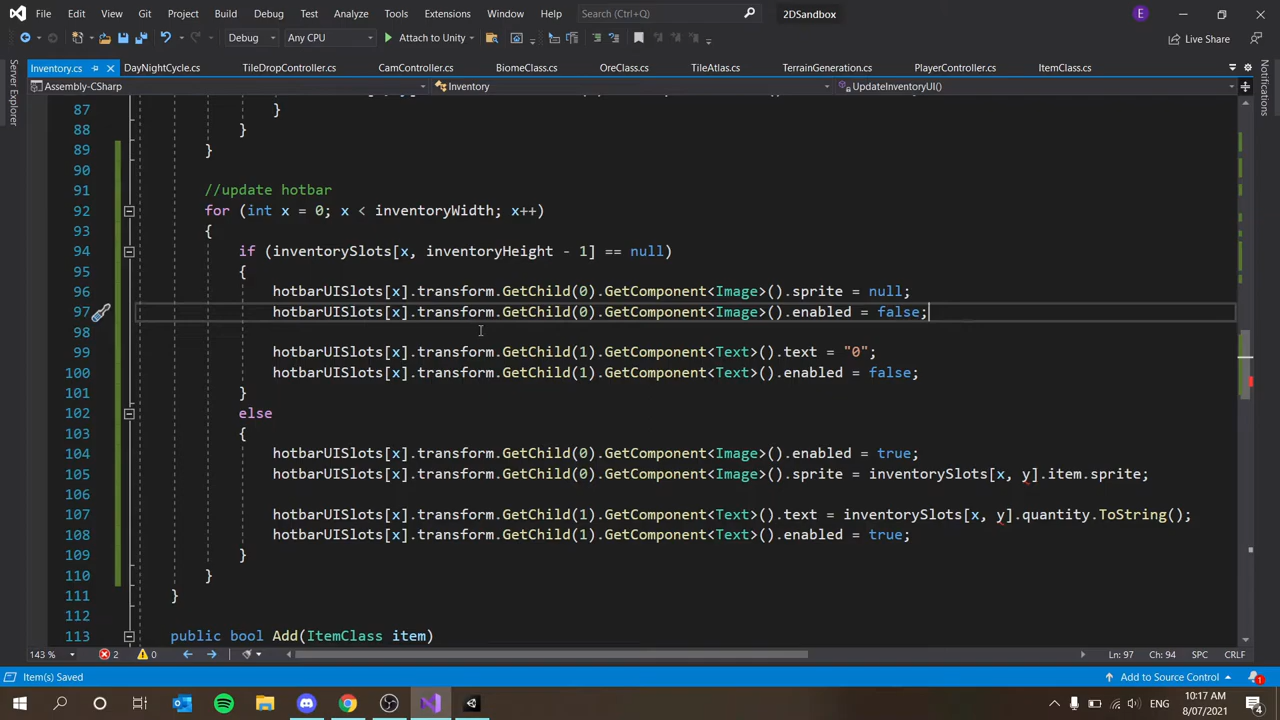 File Edit View Git Project Build Debug Test Analyze Tools Extensions Window Help Search (Ctrl+Q) 2DSandbox E
Debug Any CPU Attach to Unity Live Share
Inventory.cs DayNightCycle.cs TileDropController.cs CamController.cs BiomeClass.cs OreClass.cs TileAtlas.cs TerrainGeneration.cs PlayerController.cs ItemClass.cs
Assembly-CSharp Inventory UpdateInventoryUI()
Server Explorer
Notifications
87 }
88 }
89 }
90
91 //update hotbar
92 for (int x = 0; x < inventoryWidth; x++)
93 {
94 if (inventorySlots[x, inventoryHeight - 1] == null)
95 {
96 hotbarUISlots[x].transform.GetChild(0).GetComponent<Image>().sprite = null;
97 hotbarUISlots[x].transform.GetChild(0).GetComponent<Image>().enabled = false;
98
99 hotbarUISlots[x].transform.GetChild(1).GetComponent<Text>().text = "0";
100 hotbarUISlots[x].transform.GetChild(1).GetComponent<Text>().enabled = false;
101 }
102 else
103 {
104 hotbarUISlots[x].transform.GetChild(0).GetComponent<Image>().enabled = true;
105 hotbarUISlots[x].transform.GetChild(0).GetComponent<Image>().sprite = inventorySlots[x, y].item.sprite;
106
107 hotbarUISlots[x].transform.GetChild(1).GetComponent<Text>().text = inventorySlots[x, y].quantity.ToString();
108 hotbarUISlots[x].transform.GetChild(1).GetComponent<Text>().enabled = true;
109 }
110 }
111 }
112
113 public bool Add(ItemClass item)
143 % 2 0 Ln: 97 Ch: 94 SPC CRLF
Item(s) Saved Add to Source Control 1
ENG 10:17 AM
8/07/2021 4